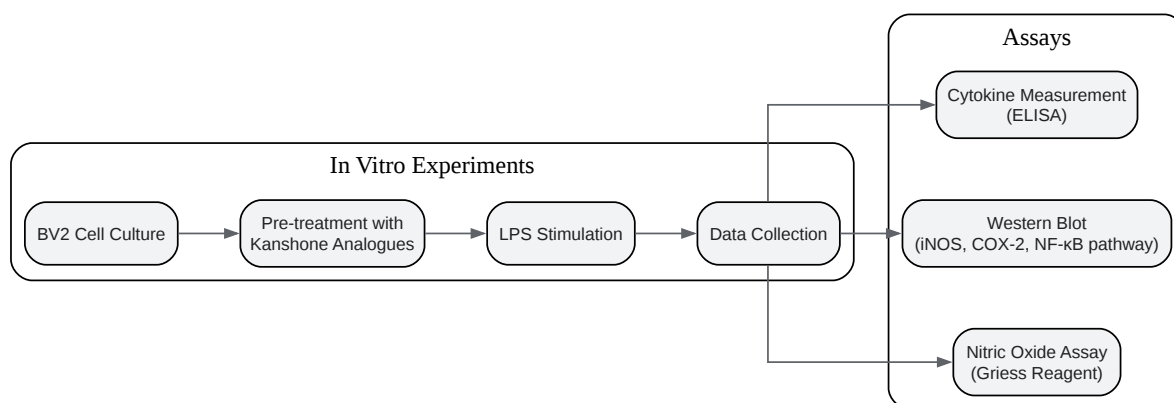 Assays
Cytokine Measurement
(ELISA)
In Vitro Experiments
BV2 Cell Culture
Pre-treatment with
Kanshone Analogues
LPS Stimulation
Data Collection
Western Blot
(iNOS, COX-2, NF-κB pathway)
Nitric Oxide Assay
(Griess Reagent)